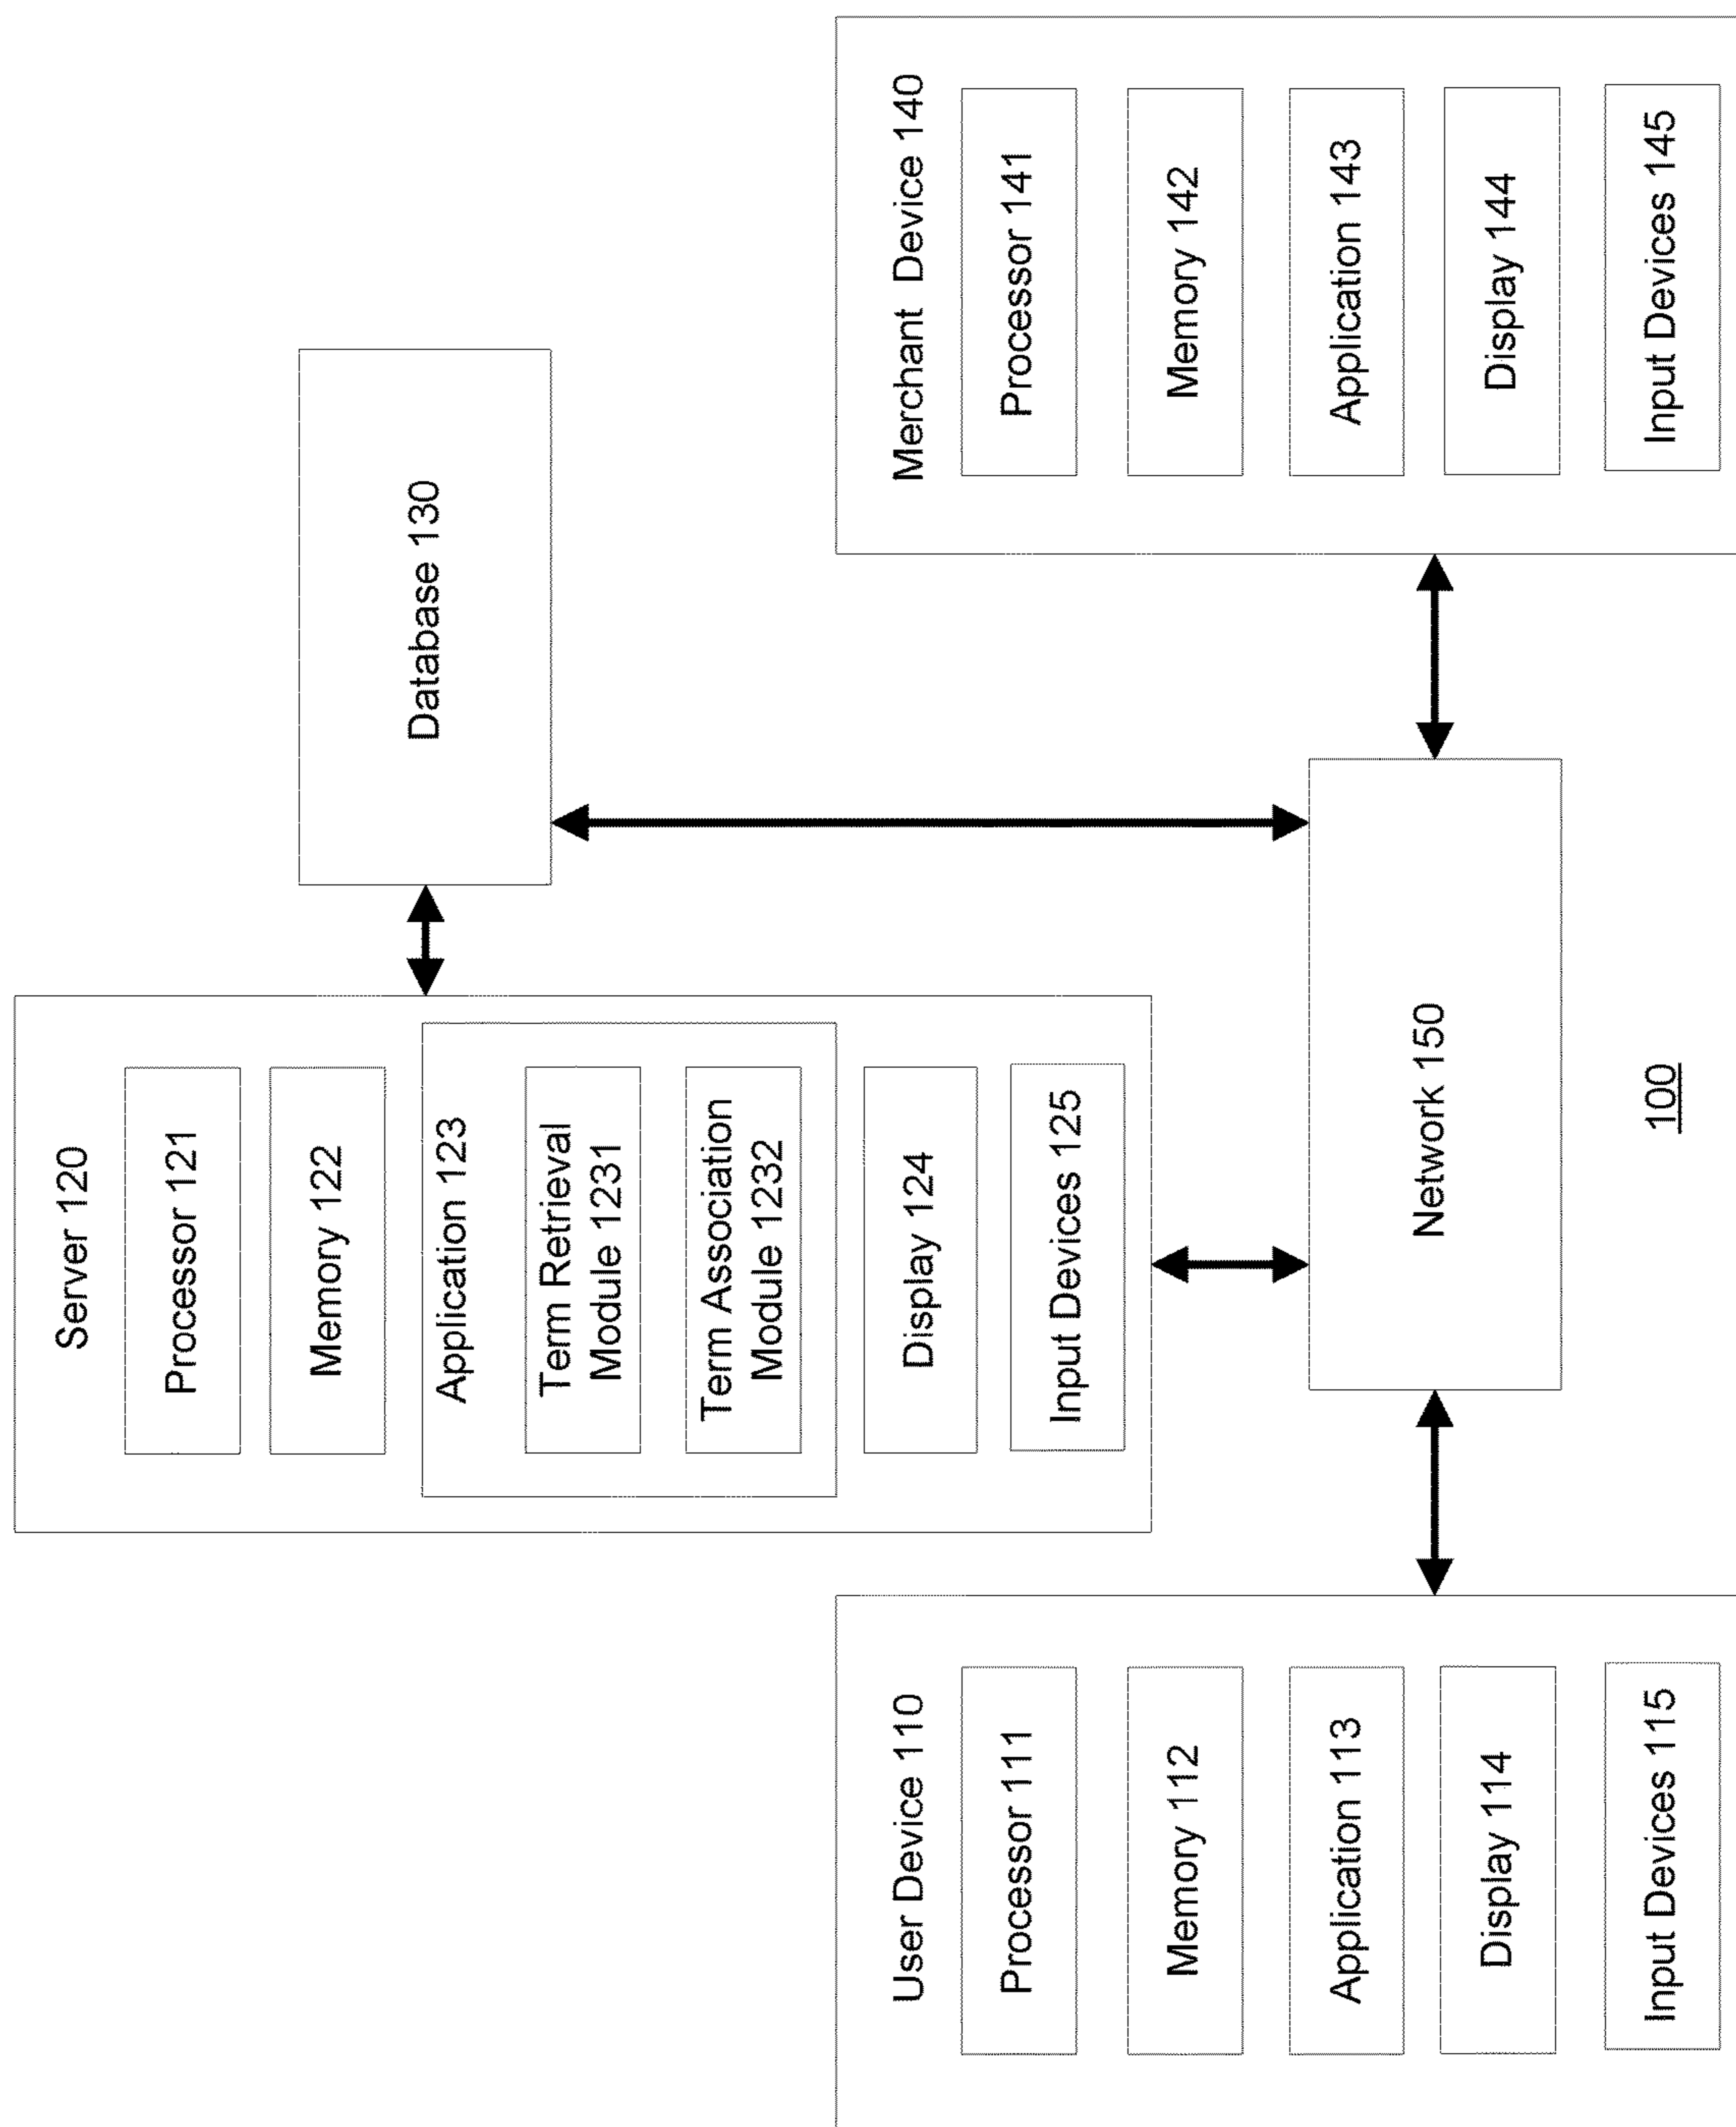 Server 120
Processor 121
Memory 122
Application 123
Term Retrieval
Module 1231
Term Association
Module 1232
Display 124
Input Devices 125
Database 130
User Device 110
Processor 111
Memory 112
Application 113
Display 114
Input Devices 115
Network 150
Merchant Device 140
Processor 141
Memory 142
Application 143
Display 144
Input Devices 145
100